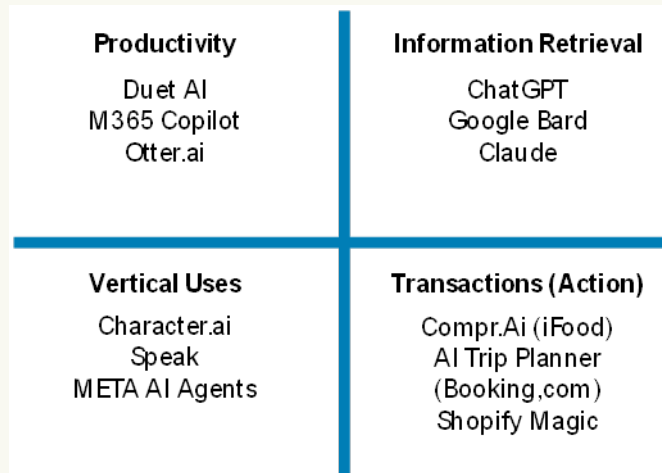 Productivity
Duet AI
M365 Copilot
Otter.ai
Information Retrieval
ChatGPT
Google Bard
Claude
Vertical Uses
Character.ai
Speak
META AI Agents
Transactions (Action)
Compr.Ai (iFood)
AI Trip Planner
(Booking,com)
Shopify Magic